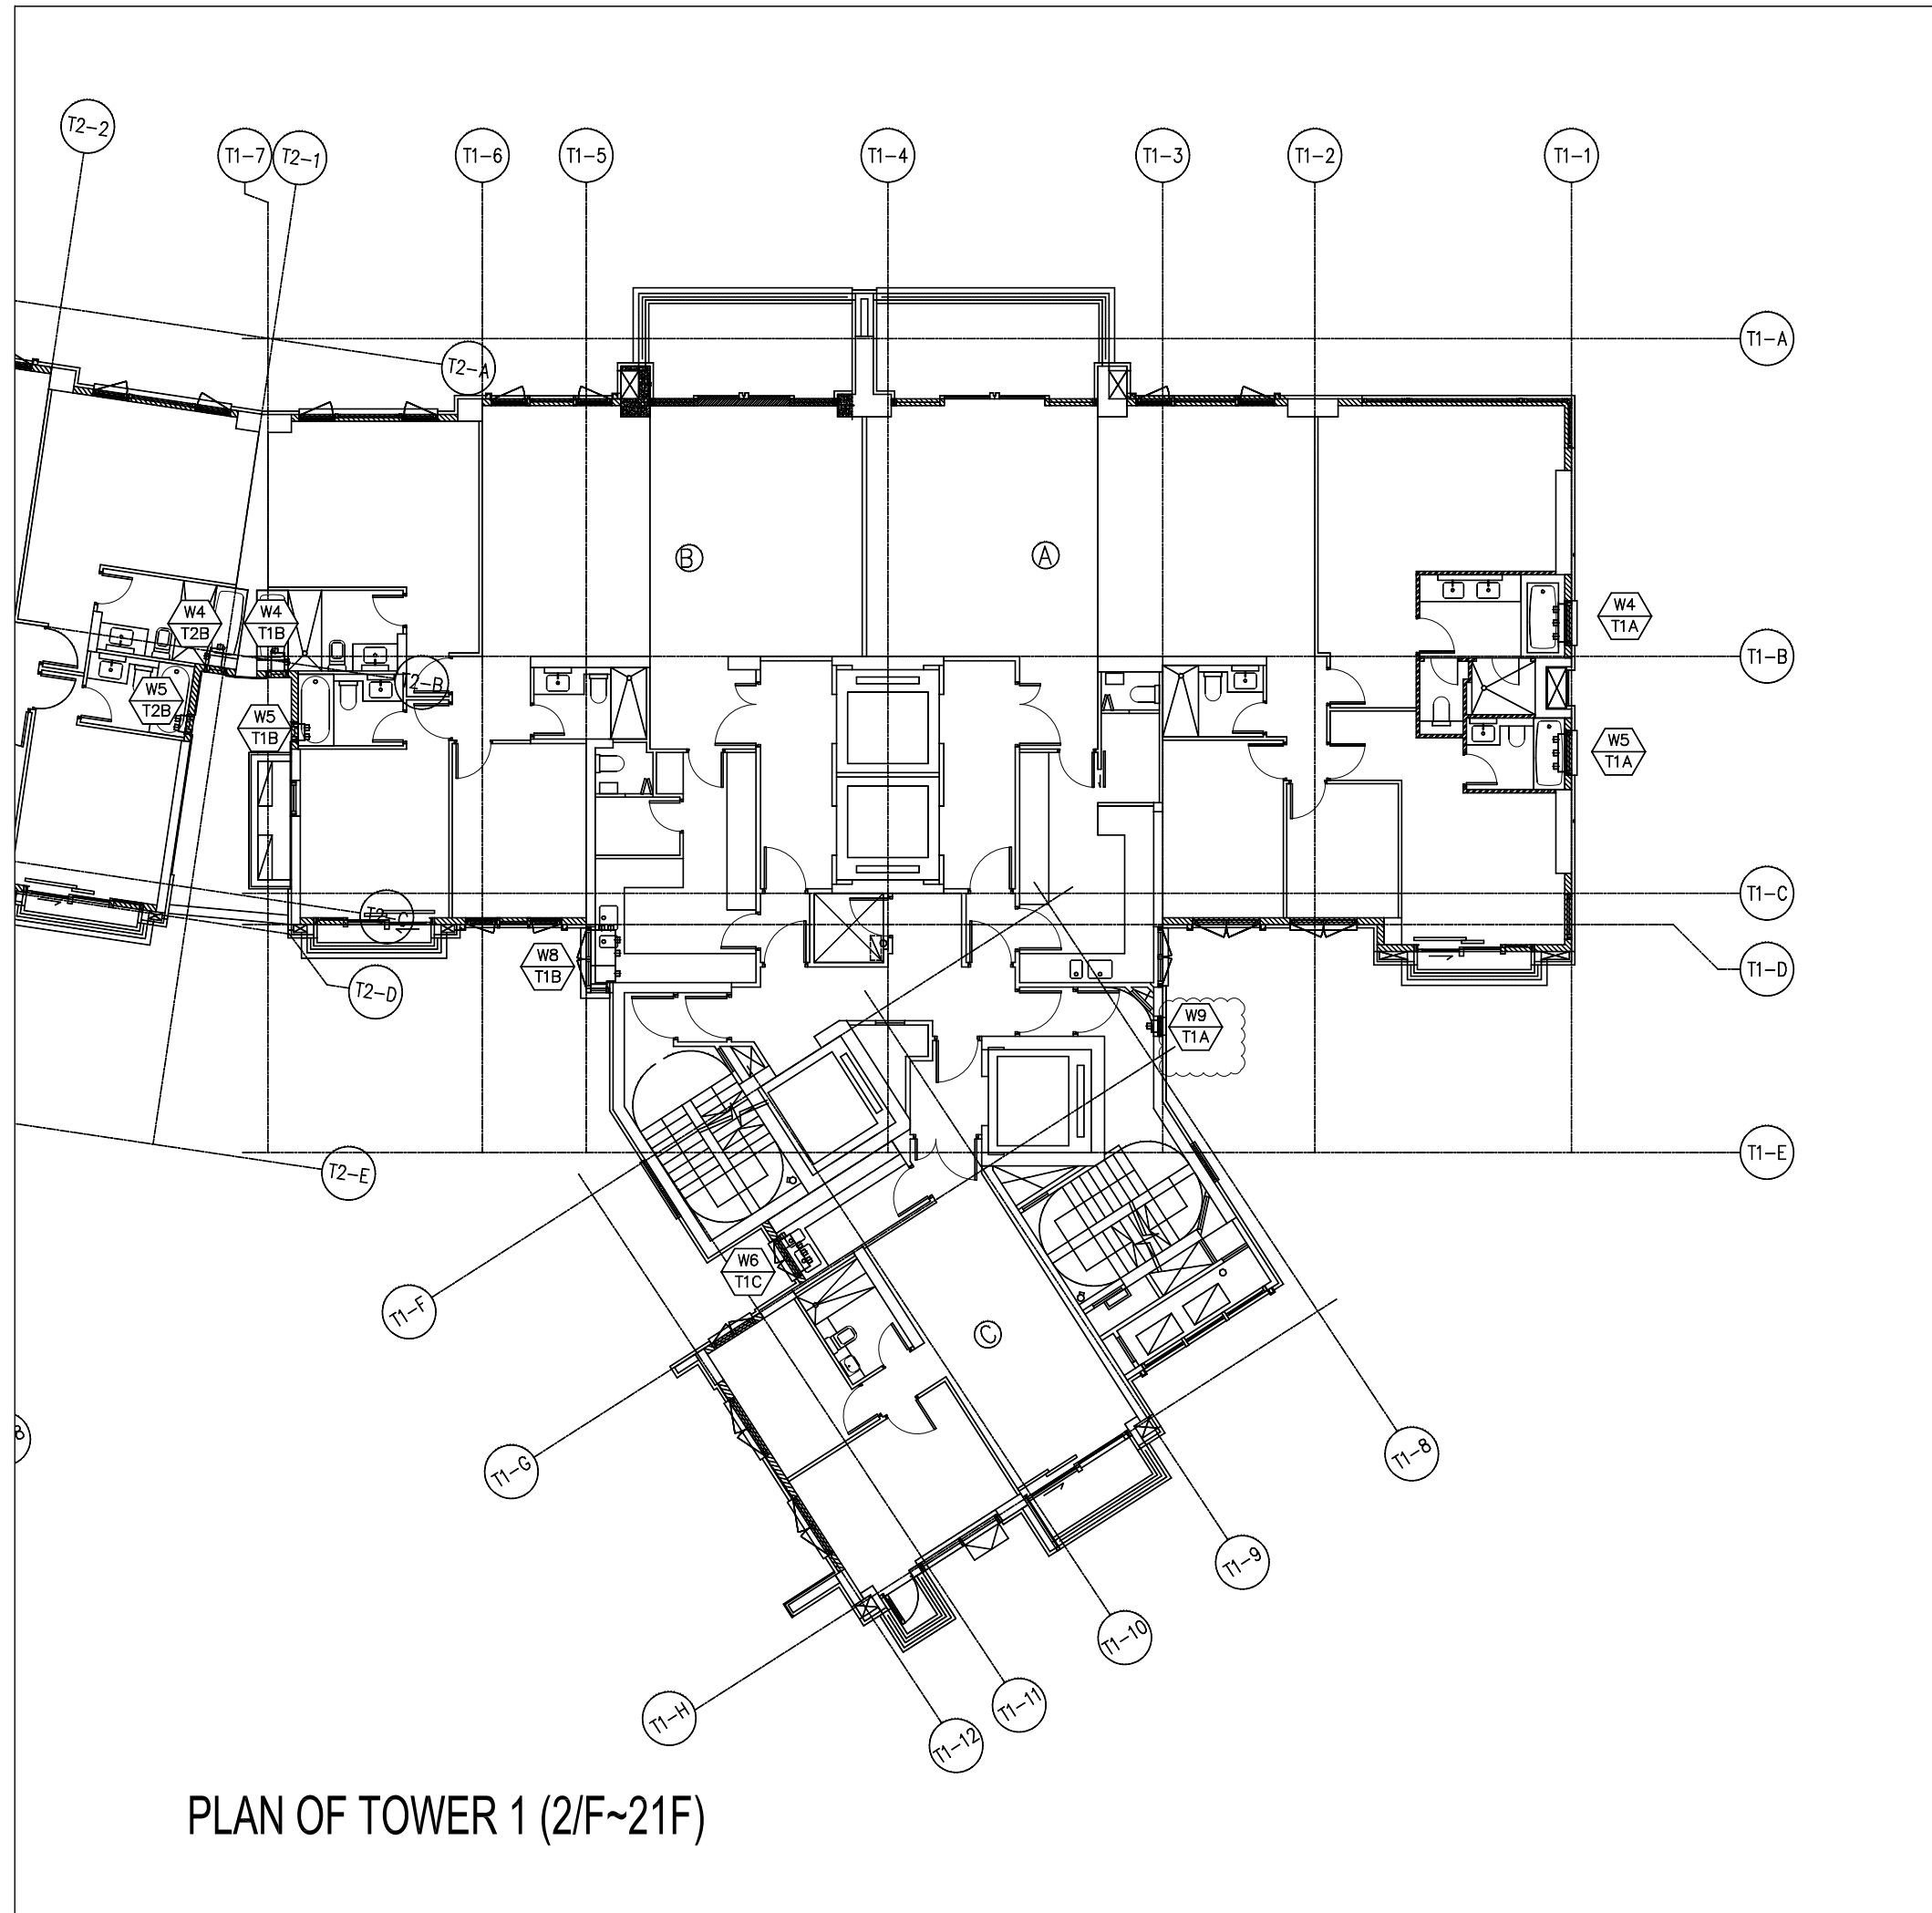 T2-2
T1-7
T2-1
T1-6
T1-5
T1-4
T1-3
T1-2
T1-1
T1-A
T2-A
B
A
W4
T2B
W4
T1B
W4
T1A
T1-B
T2-B
W5
T2B
W5
T1B
W5
T1A
T1-C
T2-C
W8
T1B
T1-D
T2-D
W9
T1A
T1-E
T2-E
W6
T1C
T1-F
C
8
T1-G
T1-8
T1-9
T1-10
T1-11
T1-H
T1-12
PLAN OF TOWER 1 (2/F~21F)